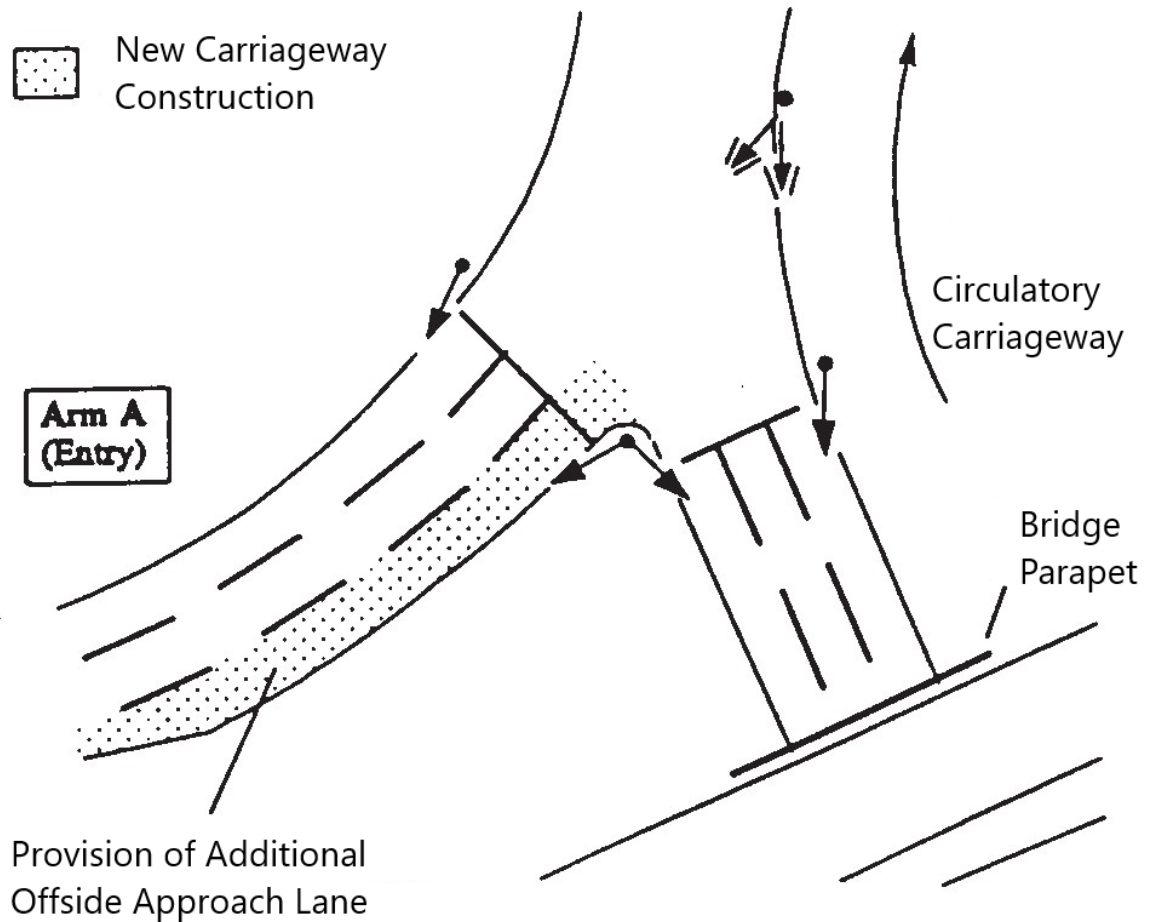 New Carriageway
Construction
Circulatory
Carriageway
Arm A
(Entry)
Bridge
Parapet
Provision of Additional
Offside Approach Lane